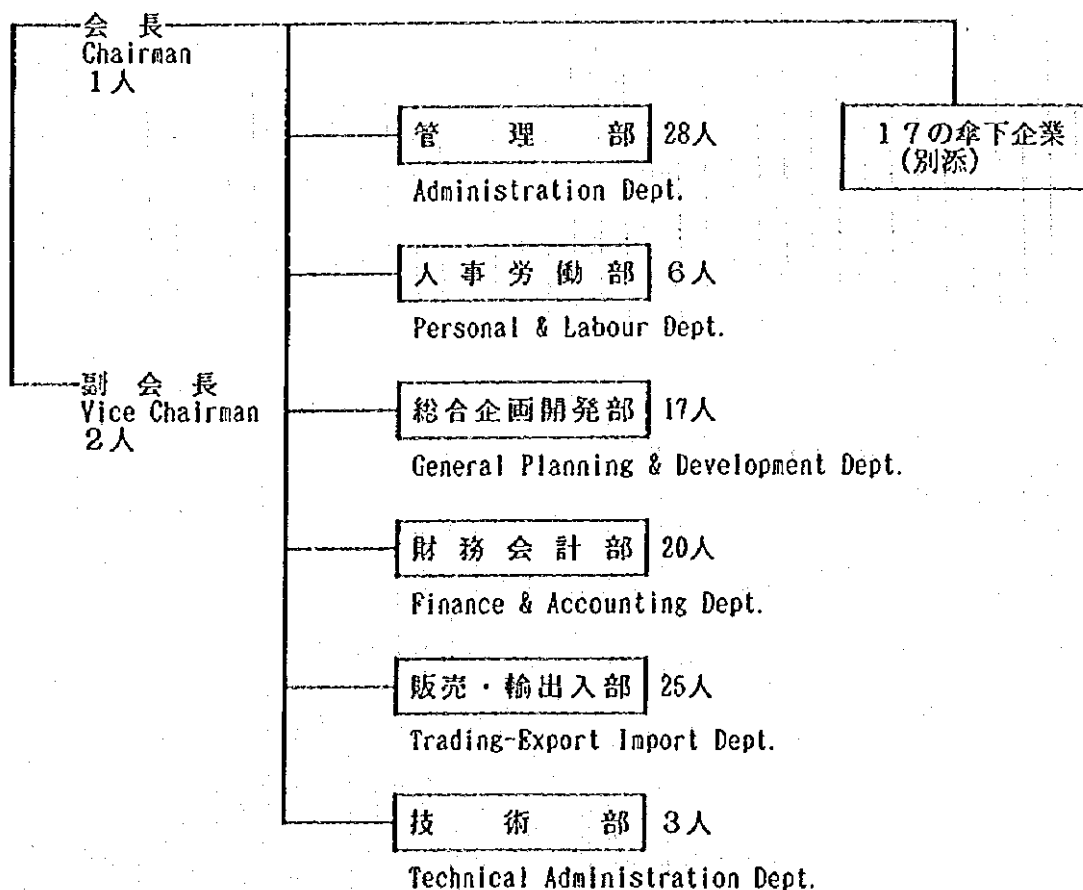 会長
Chairman
1人
管理部 28人
Administration Dept.
17の傘下企業
(別添)
人事労働部 6人
Personal & Labour Dept.
副会長
Vice Chairman
2人
総合企画開発部 17人
General Planning & Development Dept.
財務会計部 20人
Finance & Accounting Dept.
販売・輸出入部 25人
Trading-Export Import Dept.
技術部 3人
Technical Administration Dept.